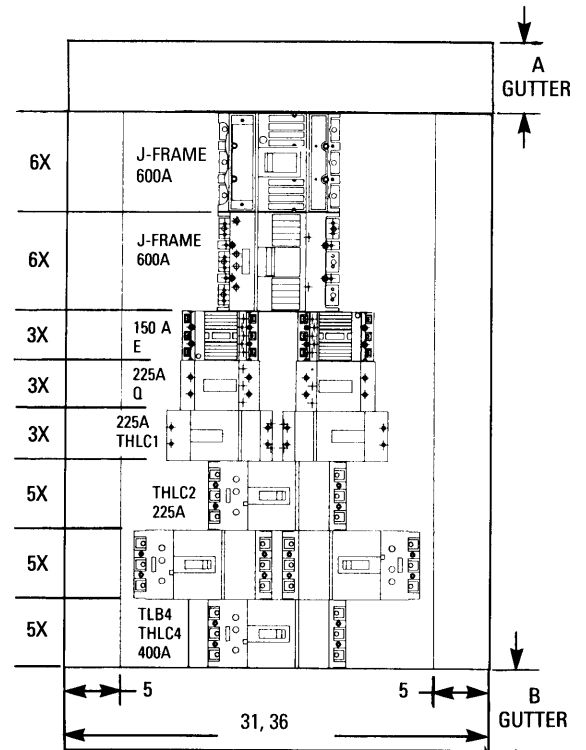 A
GUTTER
6X
J-FRAME
600A
6X
J-FRAME
600A
3X
150 A
E
3X
225A
Q
3X
225A
THLC1
5X
THLC2
225A
5X
5X
TLB4
THLC4
400A
5
5
B
GUTTER
31, 36